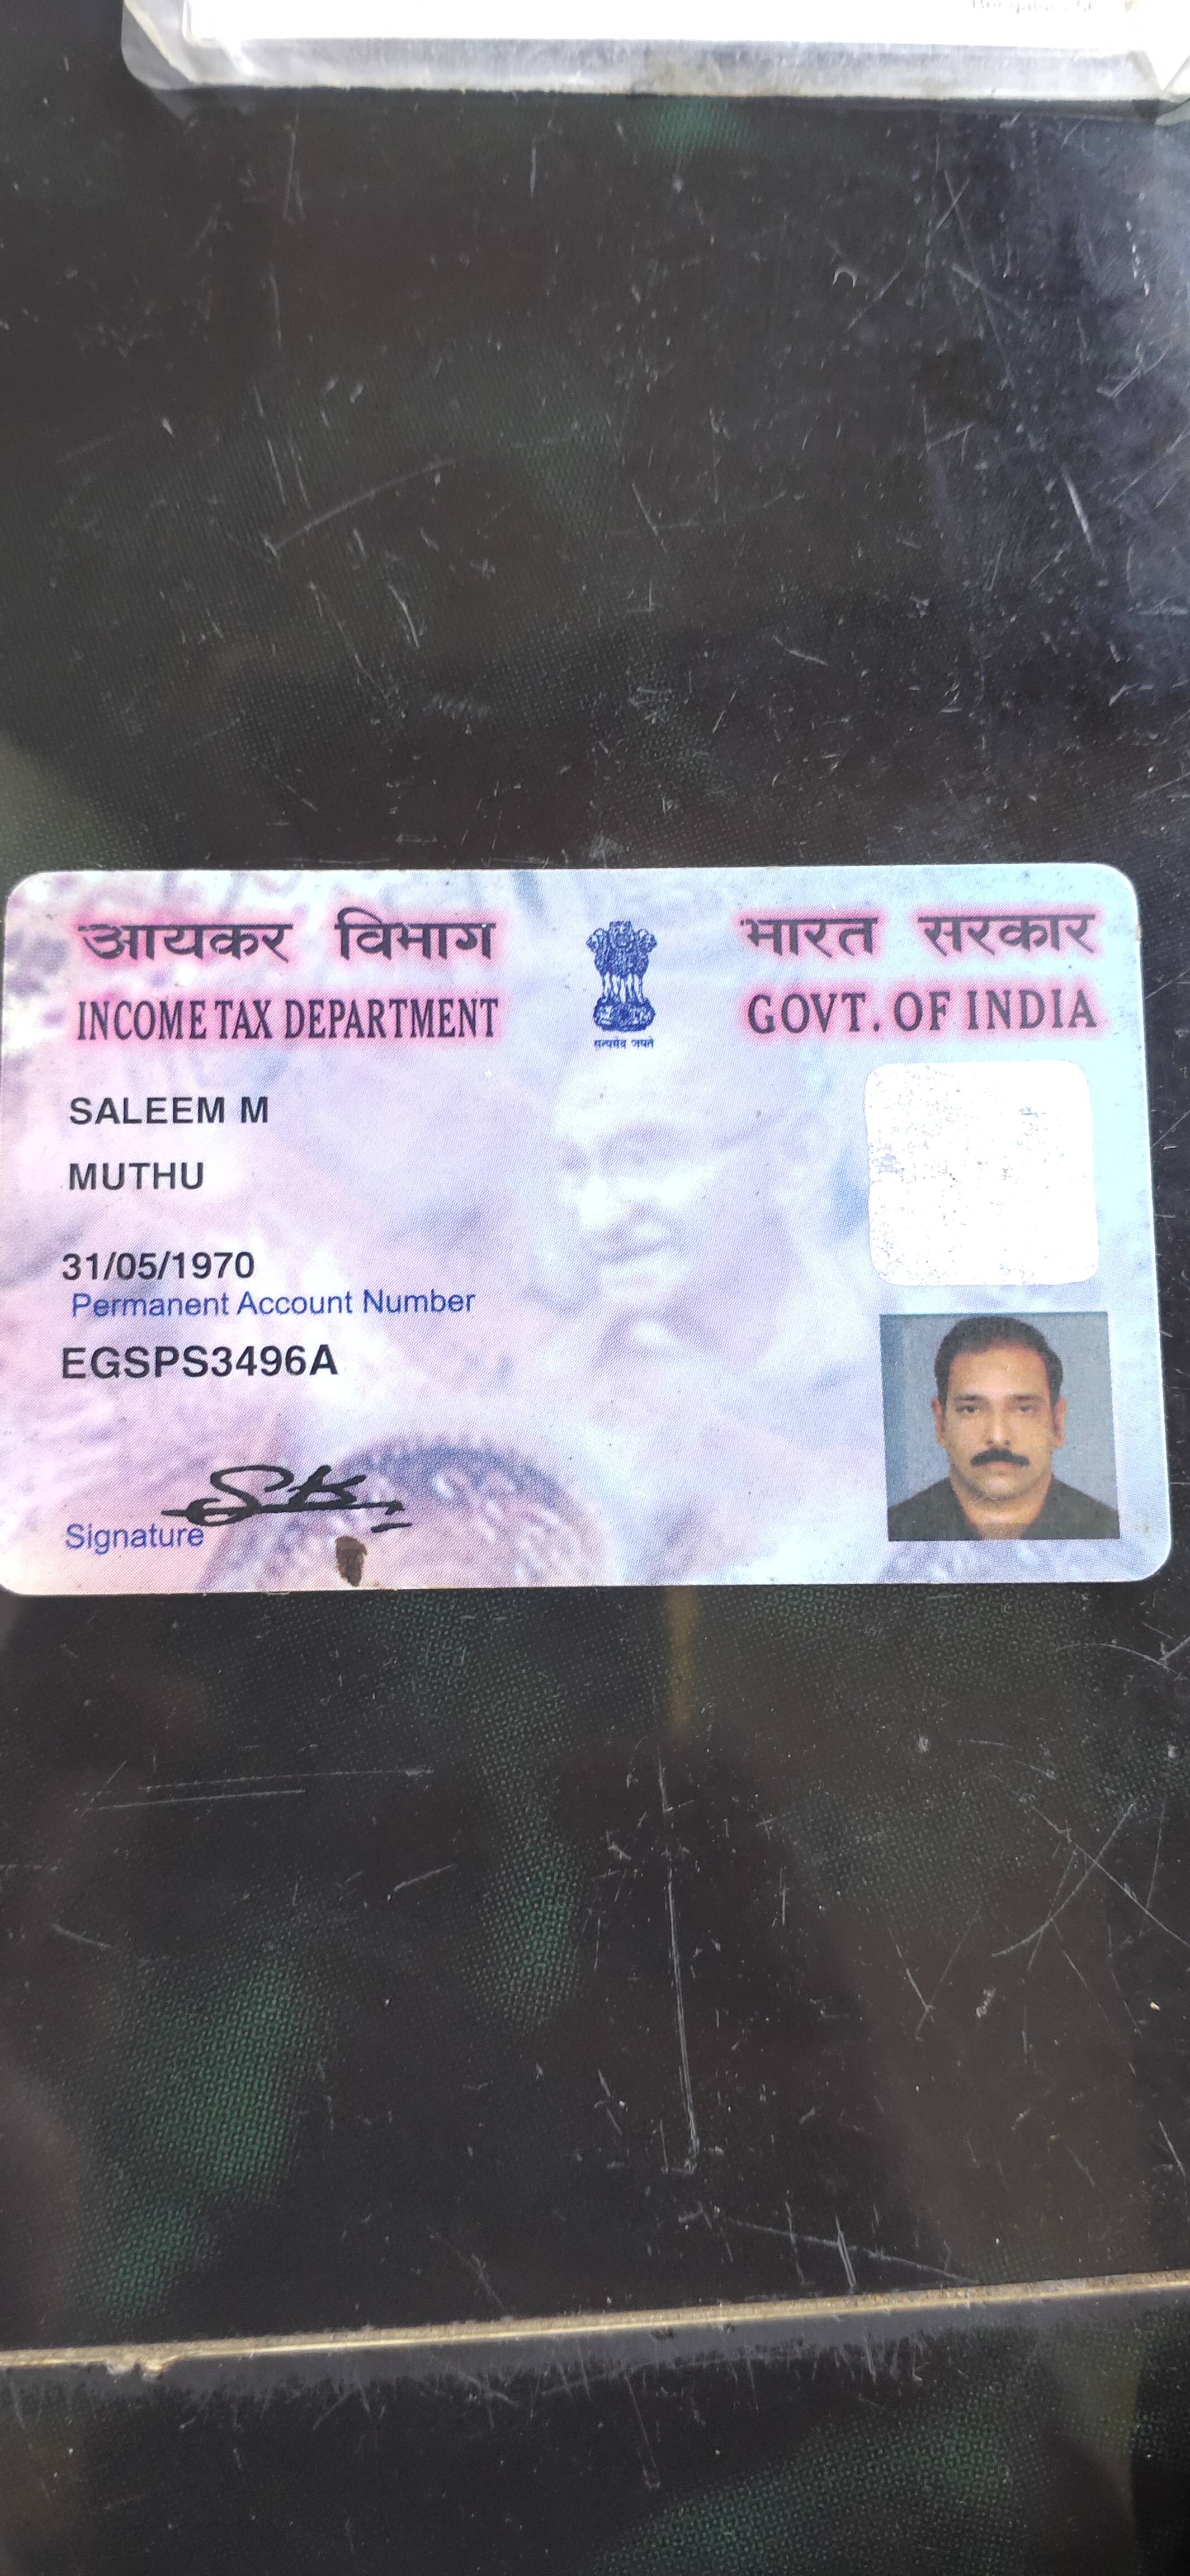 आयकर विभाग
INCOME TAX DEPARTMENT
सत्यमेव जयते
भारत सरकार
GOVT. OF INDIA
SALEEM M
MUTHU
31/05/1970
Permanent Account Number
EGSPS3496A
Signature